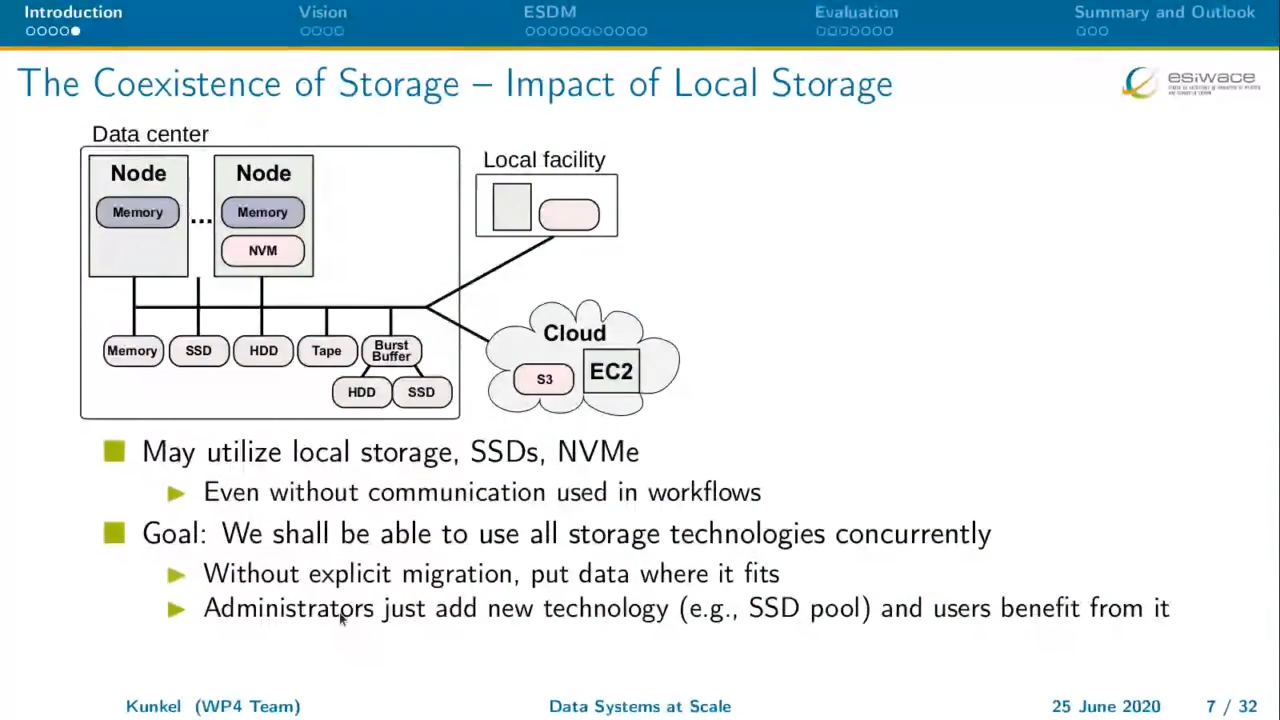 Introduction
Vision
ESDM
Evaluation
Summary and Outlook
The Coexistence of Storage – Impact of Local Storage
esiwace
Data center
Local facility
Node
Node
Memory
...
Memory
NVM
Cloud
Memory
SSD
HDD
Tape
Burst
Buffer
S3
EC2
HDD
SSD
May utilize local storage, SSDs, NVMe
Even without communication used in workflows
Goal: We shall be able to use all storage technologies concurrently
Without explicit migration, put data where it fits
Administrators just add new technology (e.g., SSD pool) and users benefit from it
Kunkel (WP4 Team)
Data Systems at Scale
25 June 2020
7 / 32